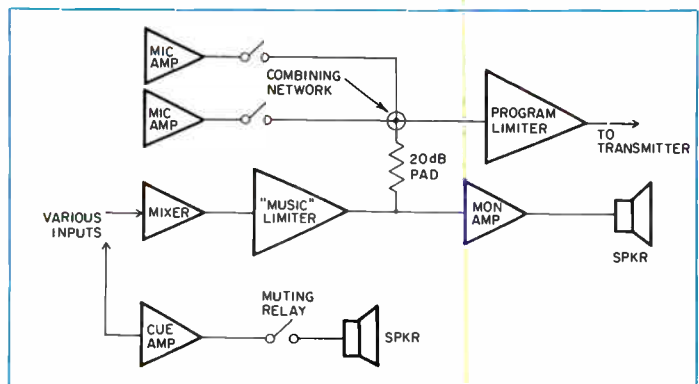 MIC
AMP
COMBINING
NETWORK
MIC
AMP
PROGRAM
LIMITER
TO
TRANSMITTER
20dB
PAD
VARIOUS
INPUTS
MIXER
"MUSIC"
LIMITER
MON
AMP
SPKR
MUTING
RELAY
CUE
AMP
SPKR